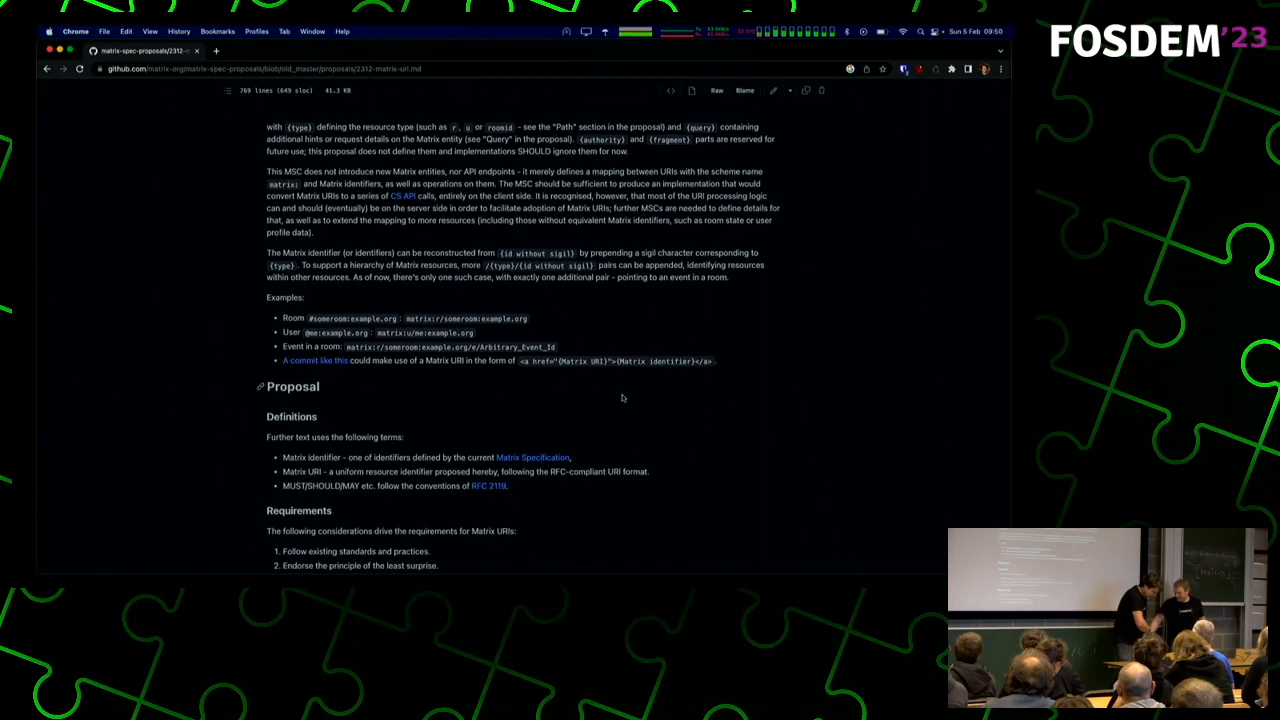 Chrome File Edit View History Bookmarks Profiles Tab Window Help
Sun 5 Feb 09:50
FOSDEM'23
matrix-spec-proposals/2312-
github.com/matrix-org/matrix-spec-proposals/blob/old_master/proposals/2312-matrix-uri.md
769 lines (649 sloc) 41.3 KB
Raw Blame
with {type} defining the resource type (such as r, u or roomid - see the "Path" section in the proposal) and {query} containing
additional hints or request details on the Matrix entity (see "Query" in the proposal). {authority} and {fragment} parts are reserved for
future use; this proposal does not define them and implementations SHOULD ignore them for now.
This MSC does not introduce new Matrix entities, nor API endpoints - it merely defines a mapping between URIs with the scheme name
matrix: and Matrix identifiers, as well as operations on them. The MSC should be sufficient to produce an implementation that would
convert Matrix URIs to a series of CS API calls, entirely on the client side. It is recognised, however, that most of the URI processing logic
can and should (eventually) be on the server side in order to facilitate adoption of Matrix URIs; further MSCs are needed to define details for
that, as well as to extend the mapping to more resources (including those without equivalent Matrix identifiers, such as room state or user
profile data).
The Matrix identifier (or identifiers) can be reconstructed from {id without sigil} by prepending a sigil character corresponding to
{type}. To support a hierarchy of Matrix resources, more /{type}/{id without sigil} pairs can be appended, identifying resources
within other resources. As of now, there's only one such case, with exactly one additional pair - pointing to an event in a room.
Examples:
• Room #someroom:example.org: matrix:r/someroom:example.org
• User @me:example.org: matrix:u/me:example.org
• Event in a room: matrix:r/someroom:example.org/e/Arbitrary_Event_Id
• A commit like this could make use of a Matrix URI in the form of <a href="{Matrix URI}">{Matrix identifier}</a>.
Proposal
Definitions
Further text uses the following terms:
• Matrix identifier - one of identifiers defined by the current Matrix Specification,
• Matrix URI - a uniform resource identifier proposed hereby, following the RFC-compliant URI format.
• MUST/SHOULD/MAY etc. follow the conventions of RFC 2119.
Requirements
The following considerations drive the requirements for Matrix URIs:
1. Follow existing standards and practices.
2. Endorse the principle of the least surprise.
[matrix]